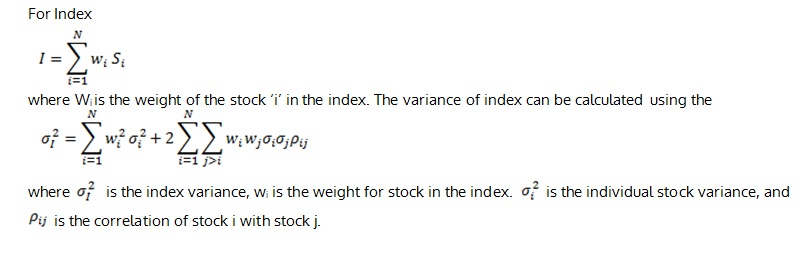 For Index
I = \sum_{i=1}^{N} w_i S_i
where W_i is the weight of the stock ‘i’ in the index. The variance of index can be calculated using the
\sigma_I^2 = \sum_{i=1}^{N} w_i^2 \sigma_i^2 + 2 \sum_{i=1}^{N} \sum_{j>i} w_i w_j \sigma_i \sigma_j \rho_{ij}
where \sigma_I^2 is the index variance, w_i is the weight for stock in the index. \sigma_i^2 is the individual stock variance, and
\rho_{ij} is the correlation of stock i with stock j.